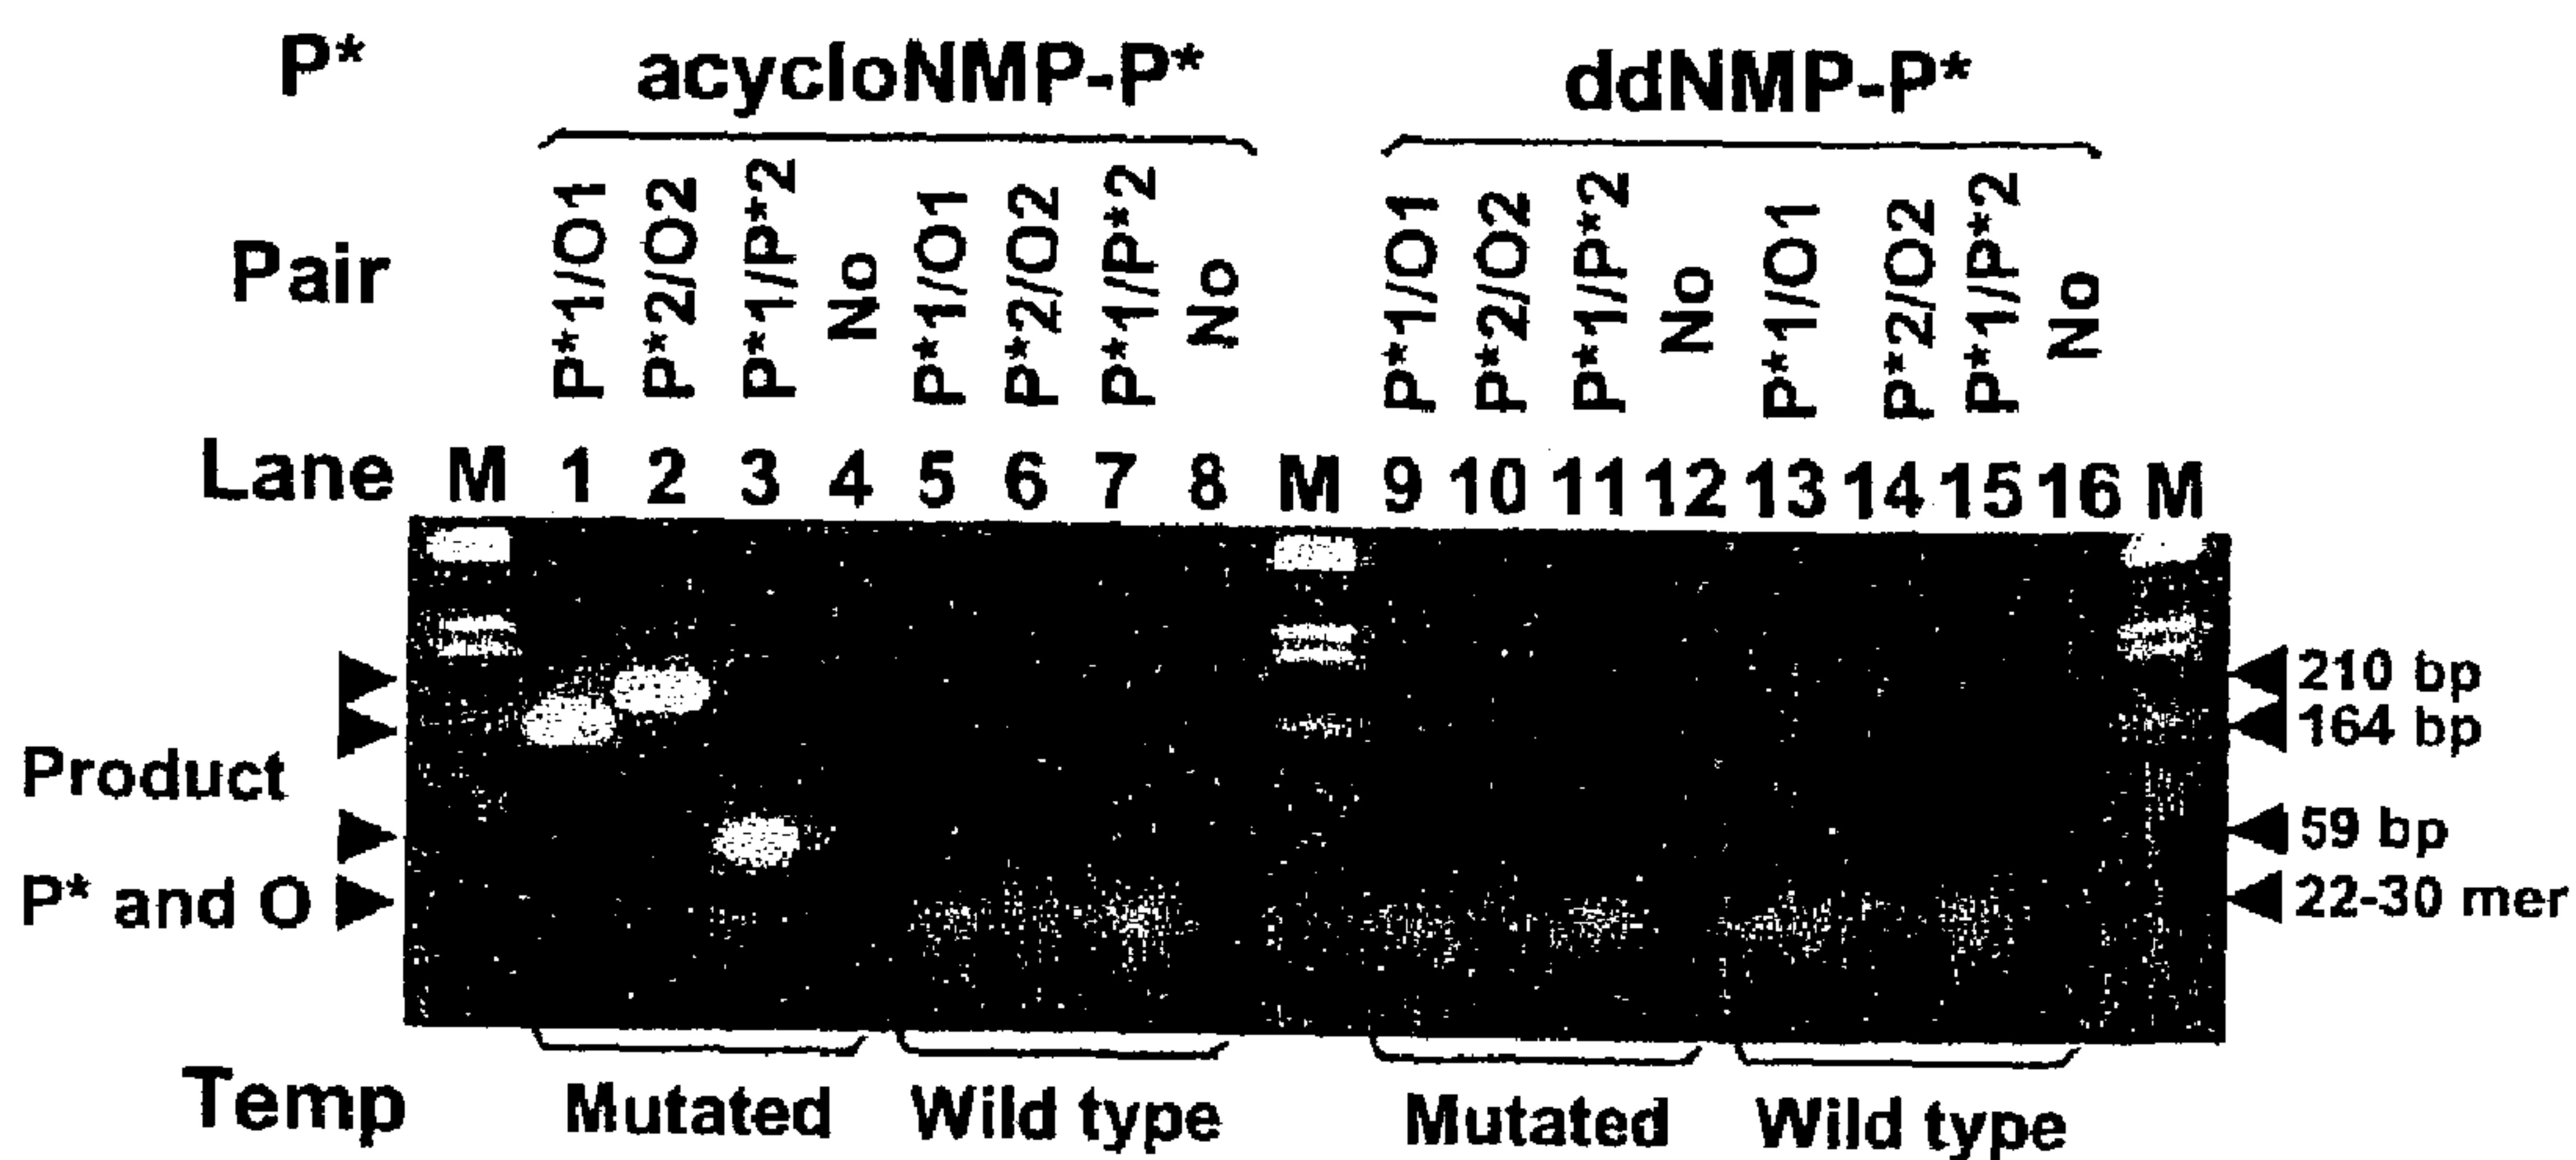 P* acycloNMP-P* ddNMP-P*
Pair P*1/O1 P*2/O2 P*1/P*2 No P*1/O1 P*2/O2 P*1/P*2 No P*1/O1 P*2/O2 P*1/P*2 No P*1/O1 P*2/O2 P*1/P*2 No
Lane M 1 2 3 4 5 6 7 8 M 9 10 11 12 13 14 15 16 M
210 bp
164 bp
Product
59 bp
P* and O 22-30 mer
Temp Mutated Wild type Mutated Wild type